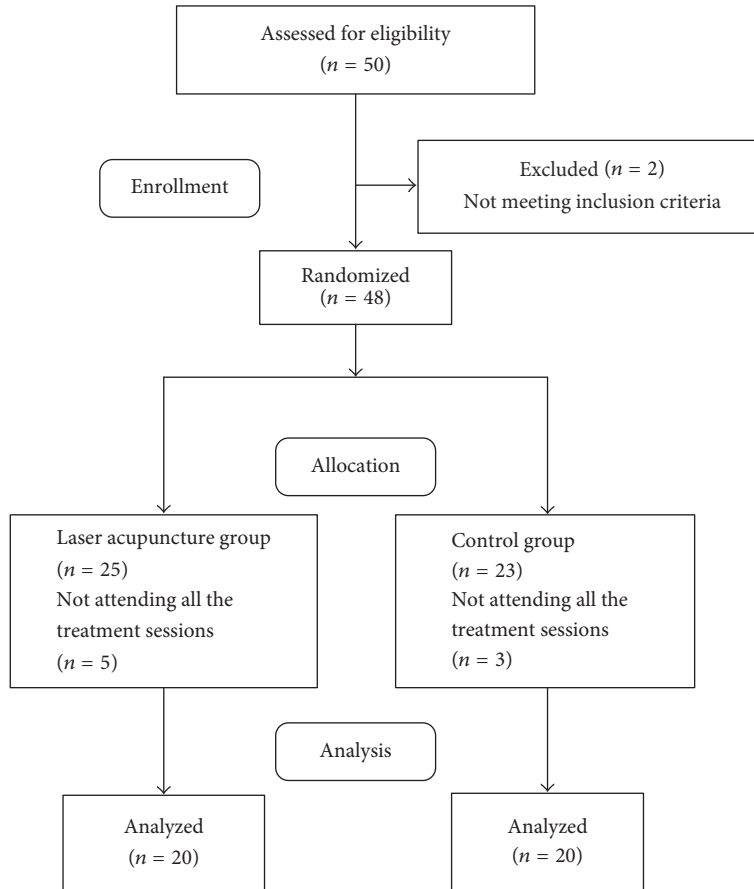 Assessed for eligibility
(n = 50)
Enrollment
Excluded (n = 2)
Not meeting inclusion criteria
Randomized
(n = 48)
Allocation
Laser acupuncture group
(n = 25)
Not attending all the
treatment sessions
(n = 5)
Control group
(n = 23)
Not attending all the
treatment sessions
(n = 3)
Analysis
Analyzed
(n = 20)
Analyzed
(n = 20)